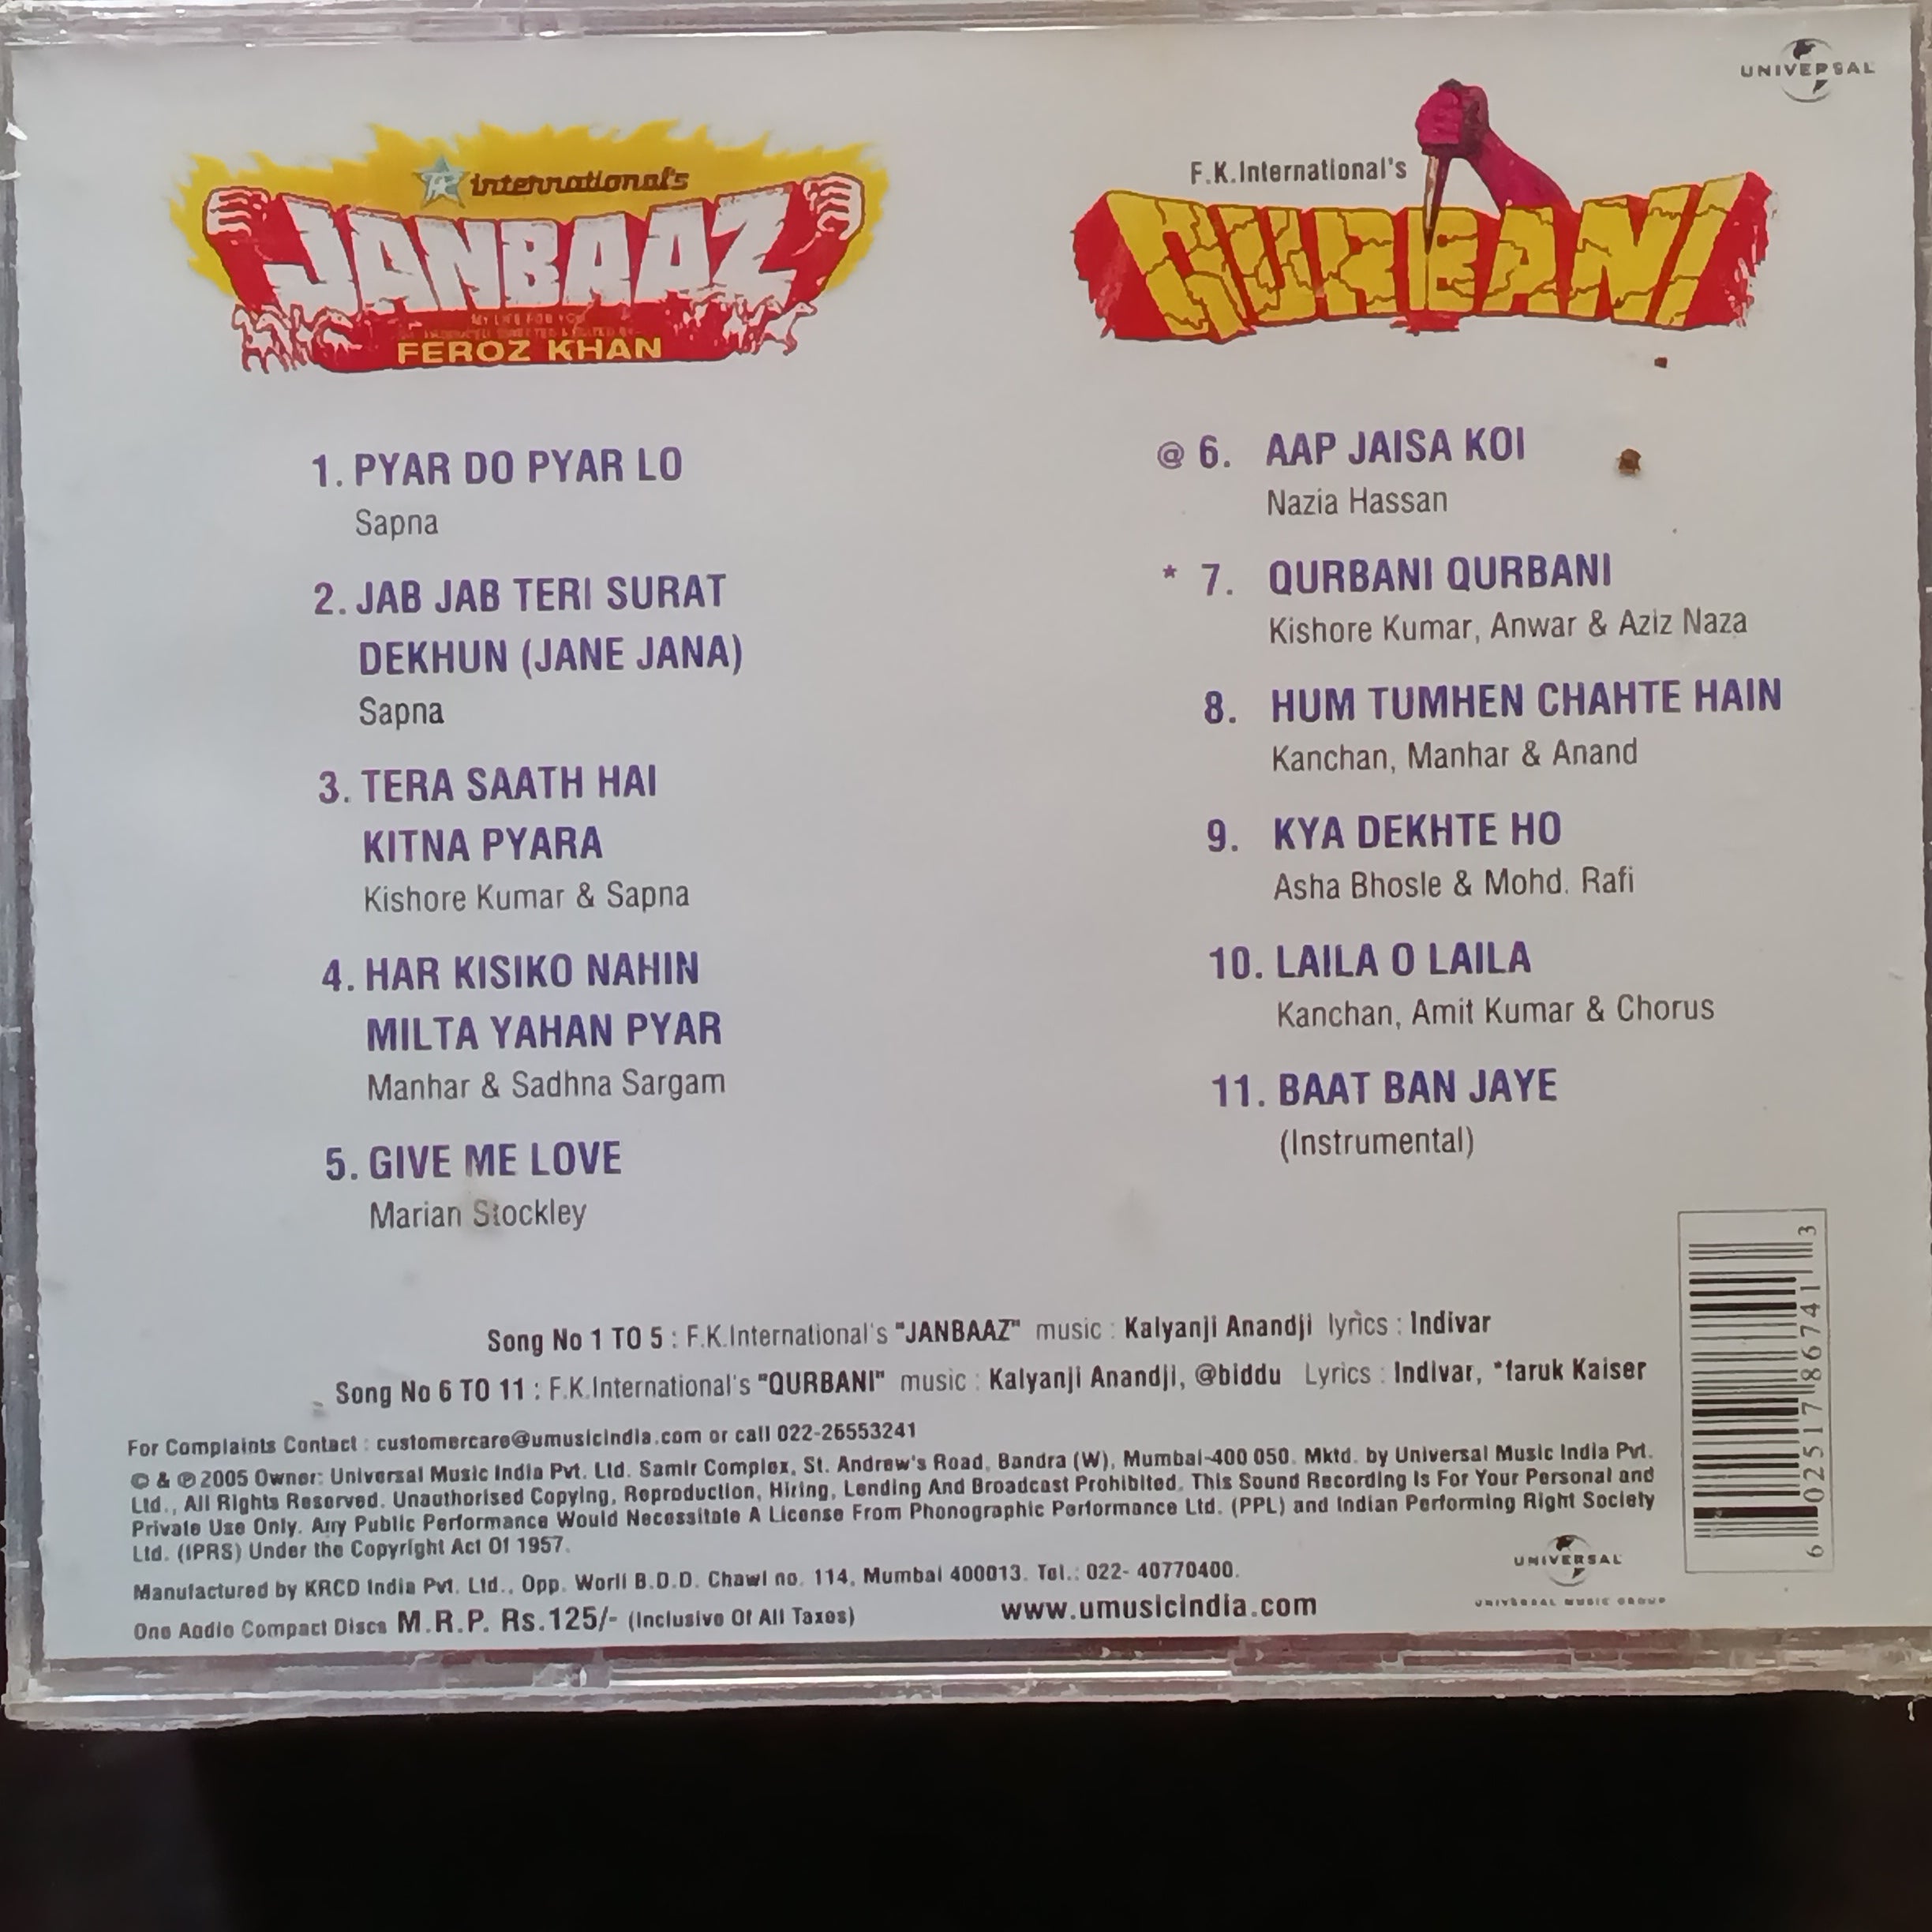 UNIVERSAL
international's
JANBAAZ
MY LIFE FOR YOU
FEROZ KHAN
F.K.International's
QURBANI
1. PYAR DO PYAR LO
Sapna
2. JAB JAB TERI SURAT
DEKHUN (JANE JANA)
Sapna
3. TERA SAATH HAI
KITNA PYARA
Kishore Kumar & Sapna
4. HAR KISIKO NAHIN
MILTA YAHAN PYAR
Manhar & Sadhna Sargam
5. GIVE ME LOVE
Marian Stockley
@ 6. AAP JAISA KOI
Nazia Hassan
* 7. QURBANI QURBANI
Kishore Kumar, Anwar & Aziz Naza
8. HUM TUMHEN CHAHTE HAIN
Kanchan, Manhar & Anand
9. KYA DEKHTE HO
Asha Bhosle & Mohd. Rafi
10. LAILA O LAILA
Kanchan, Amit Kumar & Chorus
11. BAAT BAN JAYE
(Instrumental)
Song No 1 TO 5 : F.K.International's "JANBAAZ" music : Kalyanji Anandji lyrics : Indivar
Song No 6 TO 11 : F.K.International's "QURBANI" music : Kalyanji Anandji, @biddu Lyrics : Indivar, *faruk Kaiser
For Complaints Contact : customercare@umusicindia.com or call 022-26553241
© & ℗ 2005 Owner: Universal Music India Pvt. Ltd. Samir Complex, St. Andrew's Road, Bandra (W), Mumbai-400 050. Mktd. by Universal Music India Pvt.
Ltd., All Rights Reserved. Unauthorised Copying, Reproduction, Hiring, Lending And Broadcast Prohibited. This Sound Recording Is For Your Personal and
Private Use Only. Any Public Performance Would Necessitate A License From Phonographic Performance Ltd. (PPL) and Indian Performing Right Society
Ltd. (IPRS) Under the Copyright Act Of 1957.
Manufactured by KRCD India Pvt. Ltd., Opp. Worli B.D.D. Chawl no. 114, Mumbai 400013. Tel.: 022- 40770400.
One Audio Compact Discs M.R.P. Rs.125/- (Inclusive Of All Taxes)
www.umusicindia.com
UNIVERSAL
UNIVERSAL MUSIC GROUP
6 02517 86741 3